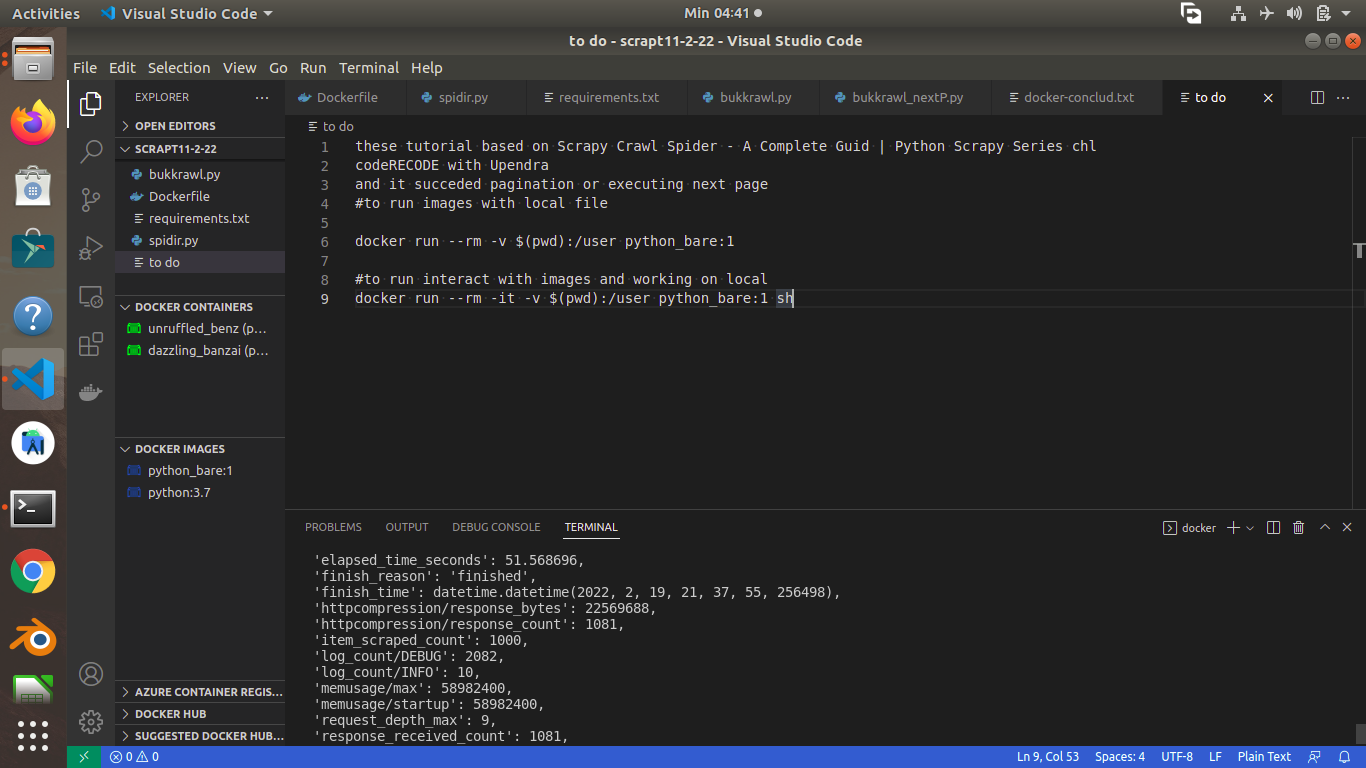 Activities
Visual Studio Code
Min 04:41
to do - scrapt11-2-22 - Visual Studio Code
File Edit Selection View Go Run Terminal Help
EXPLORER
OPEN EDITORS
SCRAPT11-2-22
bukkrawl.py
Dockerfile
requirements.txt
spidir.py
to do
DOCKER CONTAINERS
unruffled_benz (p...
dazzling_banzai (p...
DOCKER IMAGES
python_bare:1
python:3.7
AZURE CONTAINER REGIS...
DOCKER HUB
SUGGESTED DOCKER HUB...
Dockerfile spidir.py requirements.txt bukkrawl.py bukkrawl_nextP.py docker-conclud.txt to do
to do
1 these tutorial based on Scrapy Crawl Spider - A Complete Guid | Python Scrapy Series chl
2 codeRECODE with Upendra
3 and it succeded pagination or executing next page
4 #to run images with local file
5
6 docker run --rm -v $(pwd):/user python_bare:1
7
8 #to run interact with images and working on local
9 docker run --rm -it -v $(pwd):/user python_bare:1 sh
PROBLEMS OUTPUT DEBUG CONSOLE TERMINAL
docker
'elapsed_time_seconds': 51.568696,
'finish_reason': 'finished',
'finish_time': datetime.datetime(2022, 2, 19, 21, 37, 55, 256498),
'httpcompression/response_bytes': 22569688,
'httpcompression/response_count': 1081,
'item_scraped_count': 1000,
'log_count/DEBUG': 2082,
'log_count/INFO': 10,
'memusage/max': 58982400,
'memusage/startup': 58982400,
'request_depth_max': 9,
'response_received_count': 1081,
0 0
Ln 9, Col 53 Spaces: 4 UTF-8 LF Plain Text